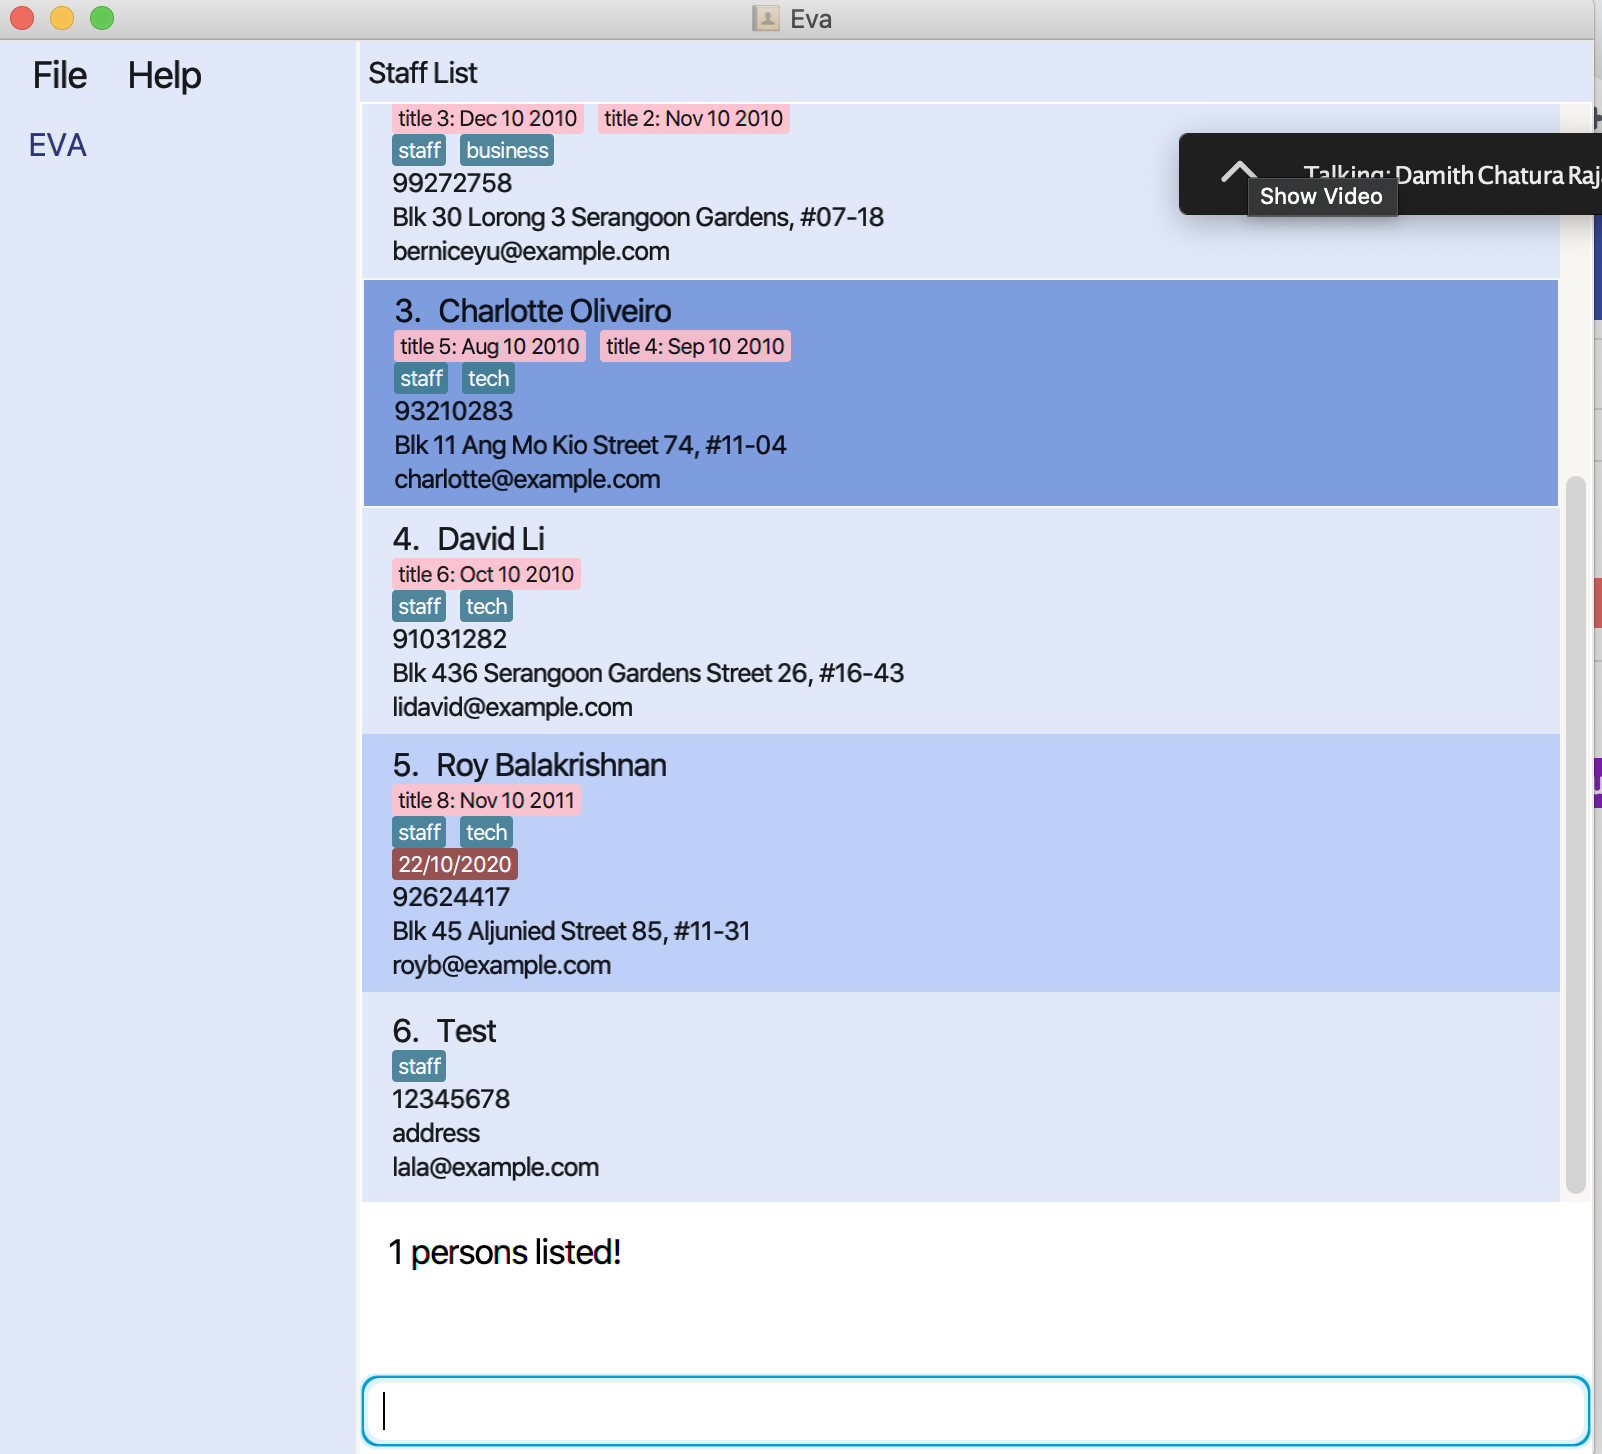 Eva
File Help
EVA
Staff List
title 3: Dec 10 2010 title 2: Nov 10 2010
staff business
99272758
Blk 30 Lorong 3 Serangoon Gardens, #07-18
berniceyu@example.com
Talking: Damith Chatura Raj
Show Video
3. Charlotte Oliveiro
title 5: Aug 10 2010 title 4: Sep 10 2010
staff tech
93210283
Blk 11 Ang Mo Kio Street 74, #11-04
charlotte@example.com
4. David Li
title 6: Oct 10 2010
staff tech
91031282
Blk 436 Serangoon Gardens Street 26, #16-43
lidavid@example.com
5. Roy Balakrishnan
title 8: Nov 10 2011
staff tech
22/10/2020
92624417
Blk 45 Aljunied Street 85, #11-31
royb@example.com
6. Test
staff
12345678
address
lala@example.com
1 persons listed!